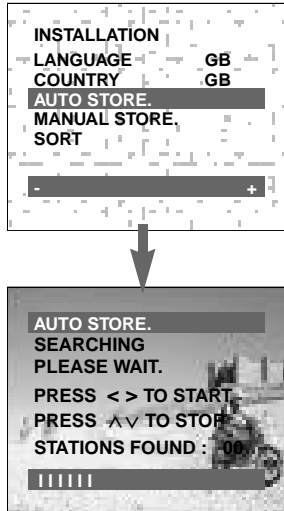 INSTALLATION
LANGUAGE GB
COUNTRY .GB
AUTO STORE.
MANUAL STORE.
SORT
- +
AUTO STORE.
SEARCHING
PLEASE WAIT.
PRESS < > TO START
PRESS ∧∨ TO STOP
STATIONS FOUND : 00.
IIIIII